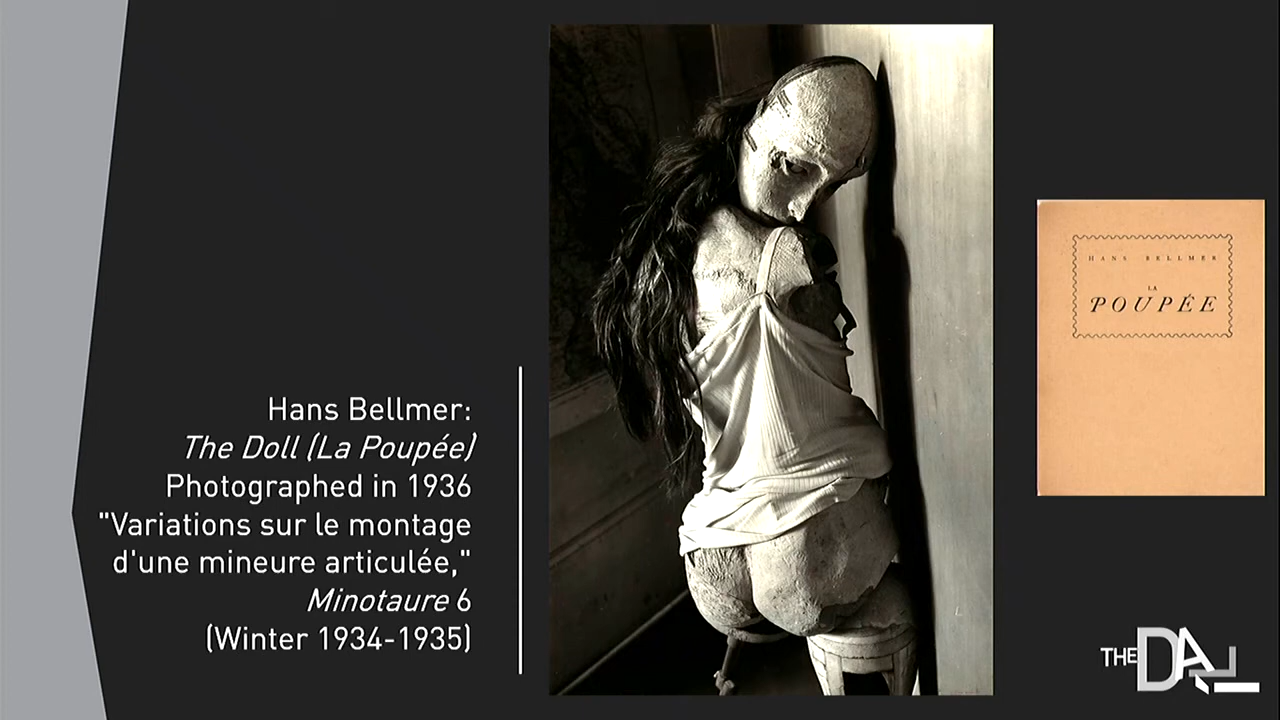 Hans Bellmer:
The Doll (La Poupée)
Photographed in 1936
"Variations sur le montage
d'une mineure articulée,"
Minotaure 6
(Winter 1934-1935)
HANS BELLMER
LA
POUPÉE
THE DALÍ